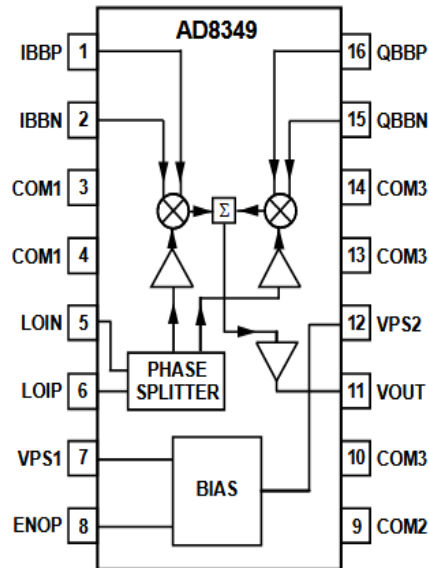 AD8349
IBBP 1
16 QBBP
IBBN 2
15 QBBN
COM1 3
14 COM3
Σ
COM1 4
13 COM3
LOIN 5
12 VPS2
PHASE
SPLITTER
LOIP 6
11 VOUT
VPS1 7
10 COM3
BIAS
ENOP 8
9 COM2